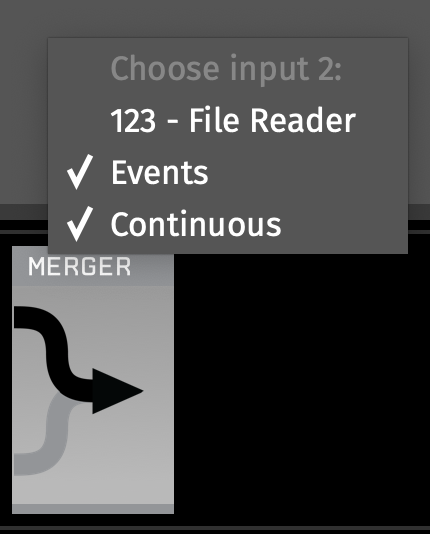 Choose input 2:
123 - File Reader
Events
Continuous
MERGER